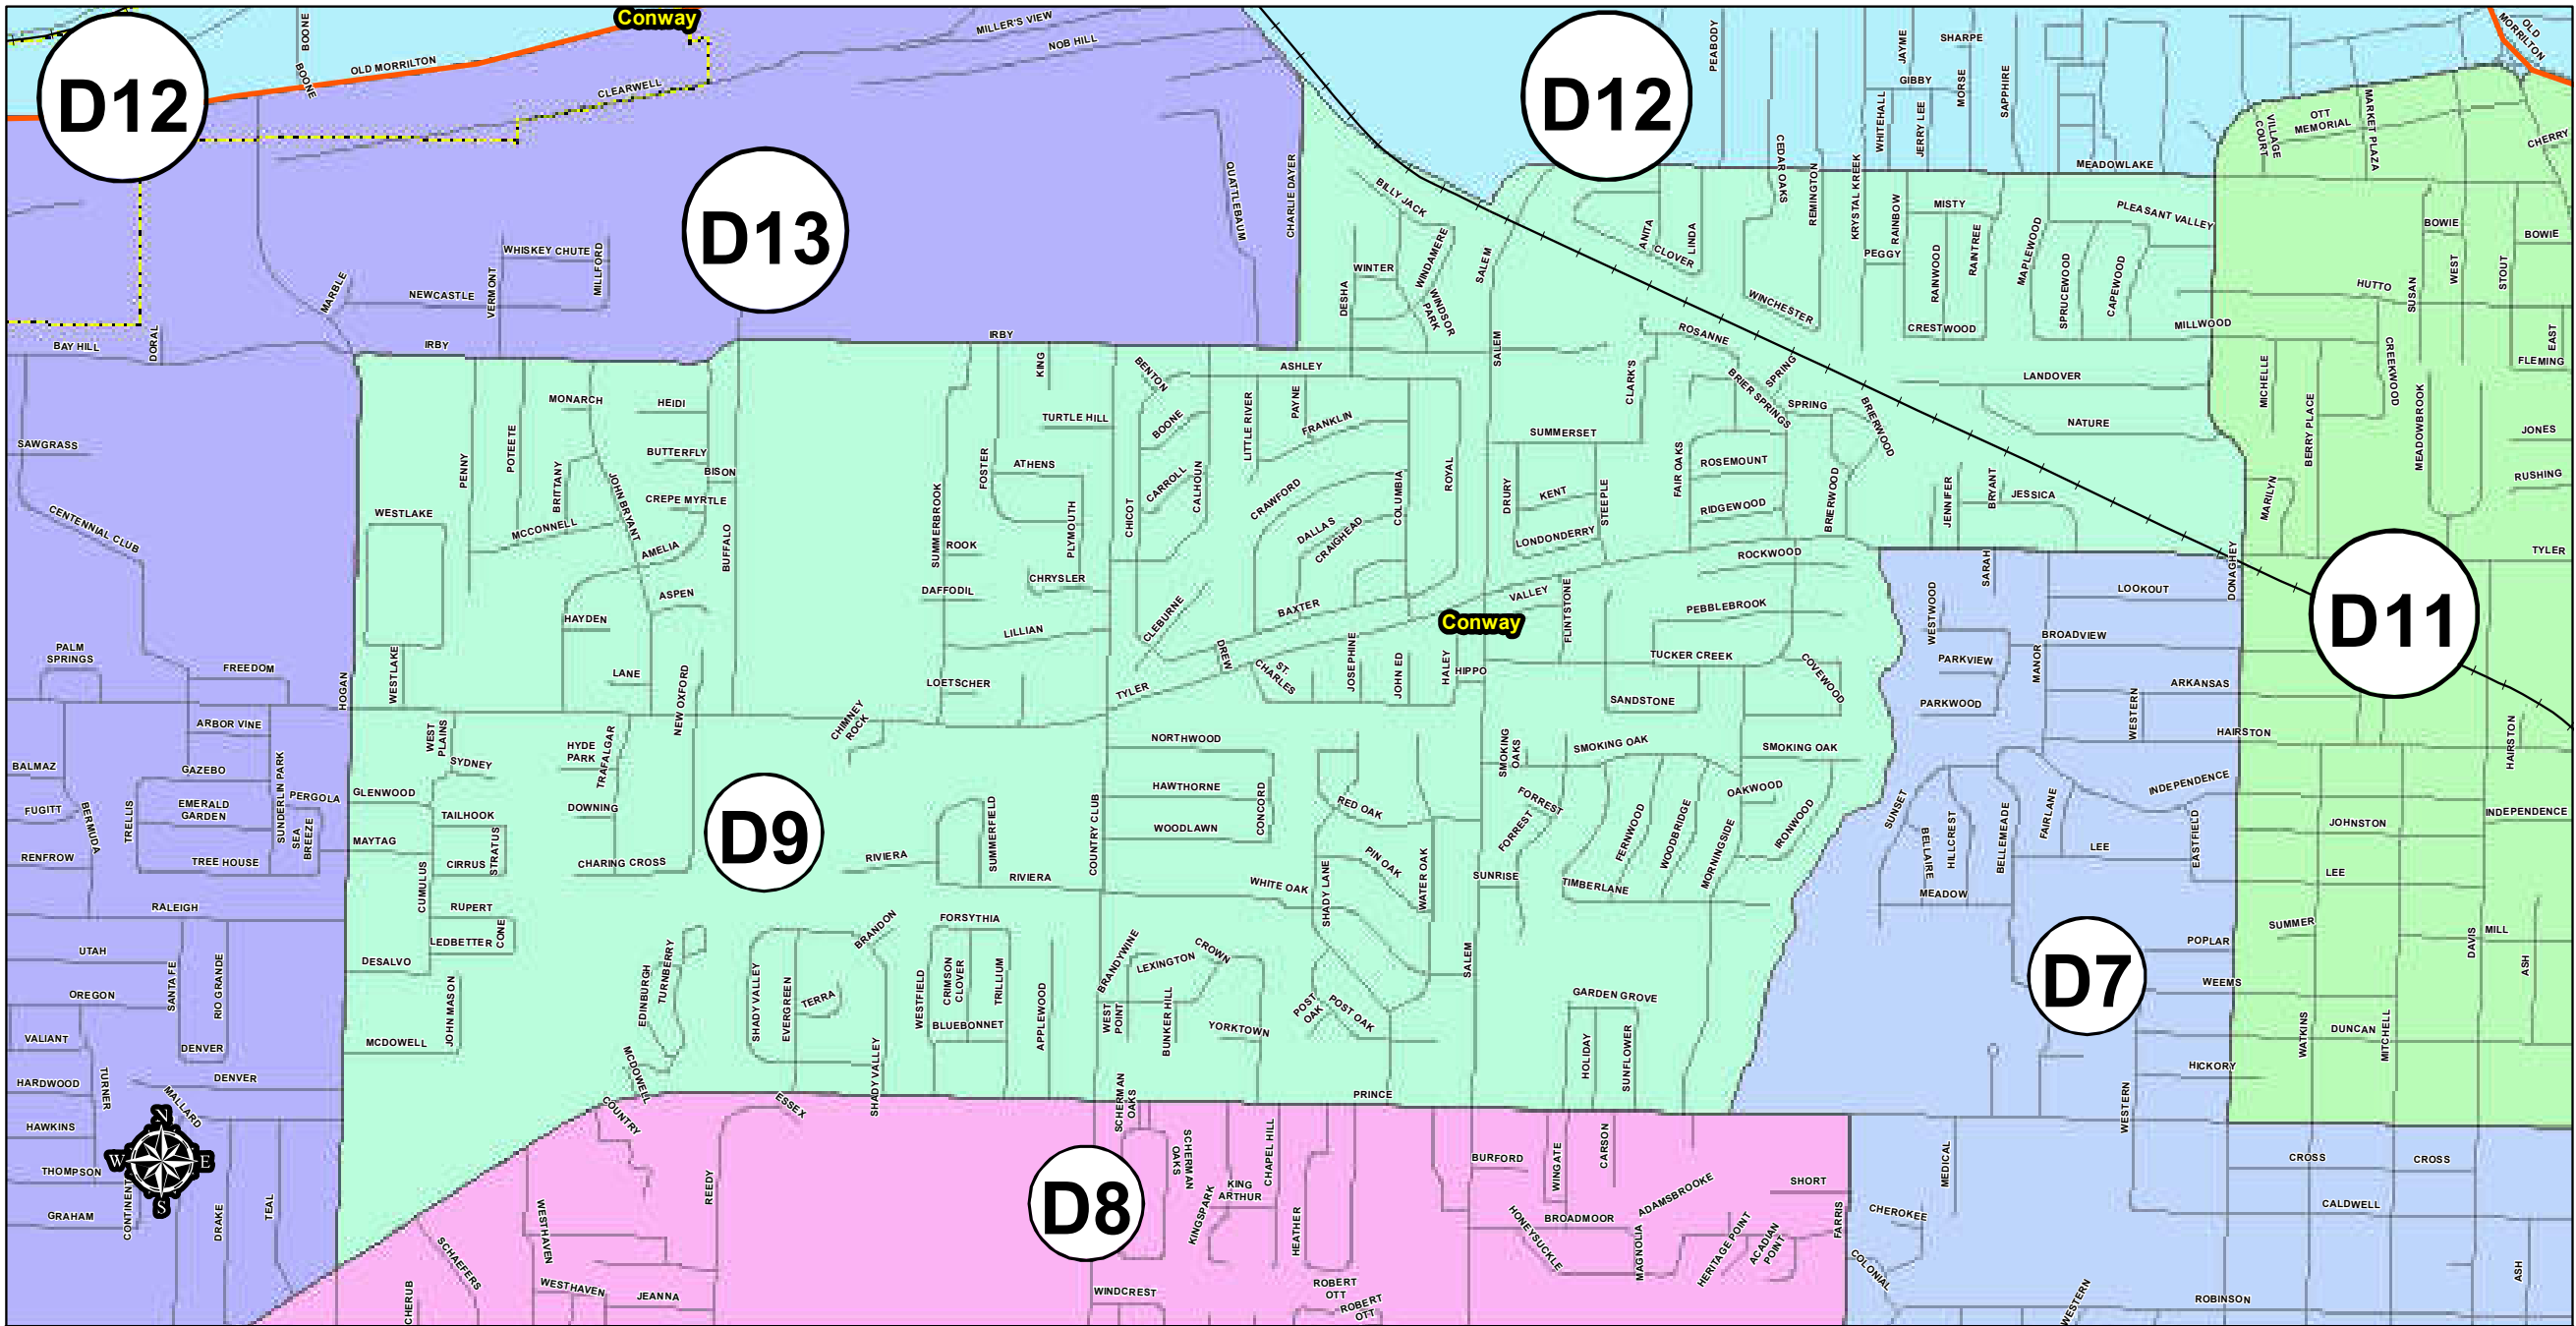 Conway
D12
D12
BOONE
BOONE
OLD MORRILTON
CLEARWELL
MILLER'S VIEW
NOB HILL
PEABODY
JAYME
SHARPE
GIBBY
MORSE
SAPPHIRE
WHITEHALL
JERRY LEE
OLD
MORRILTON
D13
QUATTLEBAUM
CHARLIE DAYER
BILLY JACK
CEDAR OAKS
REMINGTON
KRYSTAL KREEK
MEADOWLAKE
VILLAGE
COURT
OTT
MEMORIAL
MARKET PLAZA
CHERRY
WHISKEY CHUTE
MILLFORD
NEWCASTLE
VERMONT
MARBLE
WINTER
WINDAMERE
WINDSOR
PARK
DESHA
SALEM
ANITA
CLOVER
LINDA
WINCHESTER
RAINBOW
PEGGY
MISTY
RAINWOOD
RAINTREE
CRESTWOOD
MAPLEWOOD
SPRUCEWOOD
CAPEWOOD
PLEASANT VALLEY
MILLWOOD
HUTTO
SUSAN
BOWIE
WEST
STOUT
BOWIE
EAST
FLEMING
BAY HILL
DORAL
IRBY
IRBY
KING
BENTON
ASHLEY
SALEM
ROSANNE
SPRING
CLARK'S
BRIER SPRINGS
SPRING
BRIERWOOD
LANDOVER
NATURE
MICHELLE
CREEKWOOD
BERRY PLACE
MEADOWBROOK
JONES
RUSHING
MARILYN
SAWGRASS
CENTENNIAL CLUB
MONARCH
HEIDI
POTEETE
PENNY
BRITTANY
BUTTERFLY
BISON
JOHN BRYANT
CREPE MYRTLE
MCCONNELL
AMELIA
BUFFALO
WESTLAKE
TURTLE HILL
FOSTER
ATHENS
SUMMERBROOK
PLYMOUTH
ROOK
CHRYSLER
DAFFODIL
BOONE
LITTLE RIVER
PAYNE
FRANKLIN
CARROLL
CALHOUN
CHICOT
CRAWFORD
DALLAS
CRAIGHEAD
COLUMBIA
ROYAL
SUMMERSET
DRURY
KENT
STEEPLE
LONDONDERRY
FAIR OAKS
ROSEMOUNT
RIDGEWOOD
BRIERWOOD
ROCKWOOD
JENNIFER
BRYANT
JESSICA
DONAGHEY
TYLER
D11
ASPEN
HAYDEN
LANE
NEW OXFORD
LILLIAN
LOETSCHER
CLEBURNE
BAXTER
DREW
TYLER
ST.
CHARLES
JOSEPHINE
JOHN ED
HALEY
HIPPO
Conway
VALLEY
FLINTSTONE
PEBBLEBROOK
TUCKER CREEK
SANDSTONE
COVEWOOD
SARAH
WESTWOOD
LOOKOUT
BROADVIEW
PARKVIEW
MANOR
PARKWOOD
ARKANSAS
WESTERN
HAIRSTON
HAIRSTON
PALM
SPRINGS
FREEDOM
HOGAN
WESTLAKE
ARBOR VINE
BALMAZ
GAZEBO
SUNDERLIN PARK
FUGITT
BERMUDA
TRELLIS
EMERALD
GARDEN
SEA
BREEZE
PERGOLA
RENFROW
TREE HOUSE
RALEIGH
WEST
PLAINS
SYDNEY
GLENWOOD
TAILHOOK
STRATUS
MAYTAG
CIRRUS
CUMULUS
RUPERT
CONE
LEDBETTER
DESALVO
HYDE
PARK
TRAFALGAR
DOWNING
CHARING CROSS
CHIMNEY
ROCK
D9
RIVIERA
RIVIERA
SUMMERFIELD
COUNTRY CLUB
NORTHWOOD
HAWTHORNE
CONCORD
WOODLAWN
WHITE OAK
RED OAK
PIN OAK
SHADY LANE
WATER OAK
SMOKING
OAKS
SMOKING OAK
SMOKING OAK
FORREST
FORREST
SUNRISE
FERNWOOD
WOODBRIDGE
TIMBERLANE
MORNINGSIDE
OAKWOOD
IRONWOOD
INDEPENDENCE
INDEPENDENCE
SUNSET
BELLAIRE
HILLCREST
BELLEMEADE
FAIRLANE
LEE
EASTFIELD
MEADOW
JOHNSTON
LEE
SUMMER
DAVIS
MILL
ASH
UTAH
SANTA FE
RIO GRANDE
OREGON
VALIANT
DENVER
DENVER
HARDWOOD
TURNER
MALLARD
HAWKINS
THOMPSON
GRAHAM
CONTINENT
DRAKE
TEAL
N
W
E
S
JOHN MASON
MCDOWELL
EDINBURGH
TURNBERRY
MCDOWELL
COUNTRY
SHADY VALLEY
EVERGREEN
TERRA
BRANDON
SHADY VALLEY
ESSEX
FORSYTHIA
WESTFIELD
CRIMSON
CLOVER
TRILLIUM
BLUEBONNET
APPLEWOOD
BRANDYWINE
LEXINGTON
CROWN
WEST
POINT
BUNKER HILL
YORKTOWN
POST
OAK
POST OAK
SALEM
PRINCE
GARDEN GROVE
HOLIDAY
SUNFLOWER
D7
POPLAR
WEEMS
WATKINS
DUNCAN
MITCHELL
HICKORY
WESTERN
D8
SCHERMAN
OAKS
SCHERMAN
OAKS
KINGSPARK
KING
ARTHUR
CHAPEL HILL
HEATHER
ROBERT
OTT
ROBERT
OTT
WINDCREST
REEDY
WESTHAVEN
WESTHAVEN
JEANNA
SCHAEFERS
CHERUB
BURFORD
WINGATE
CARSON
BROADMOOR
HONEYSUCKLE
MAGNOLIA
ADAMSBROOKE
HERITAGE POINT
ACADIAN
POINT
SHORT
FARRIS
COLONIAL
CHEROKEE
MEDICAL
CROSS
CROSS
CALDWELL
ROBINSON
WESTERN
ASH